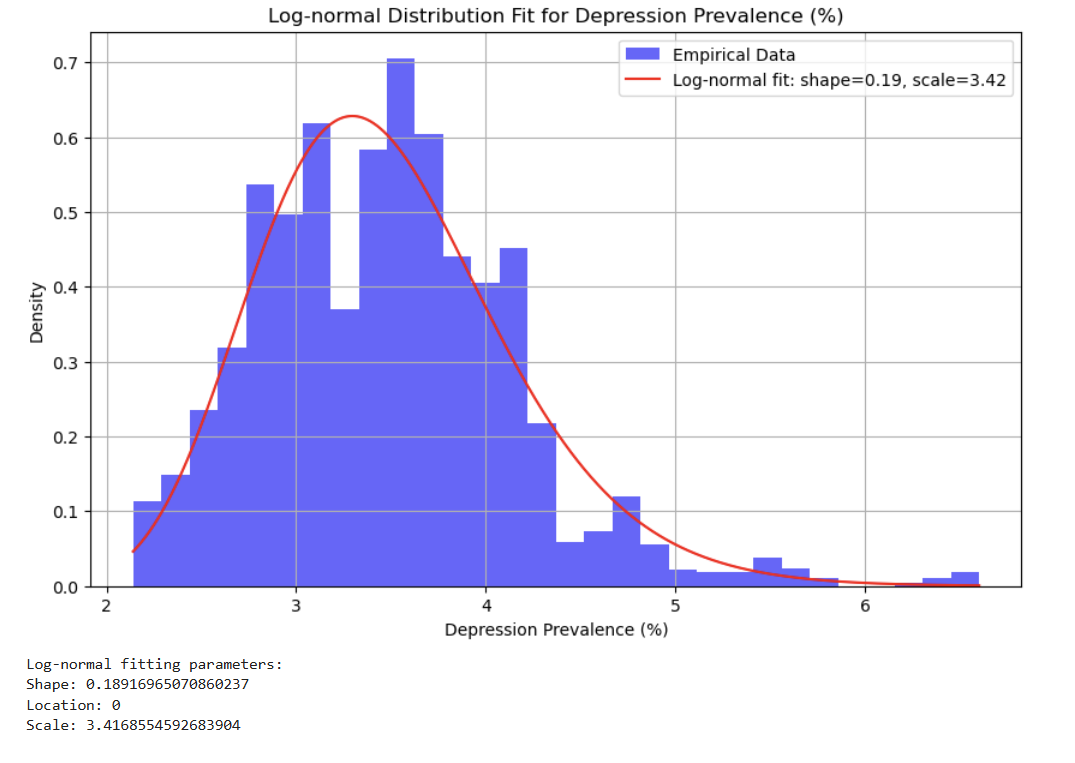 Log-normal Distribution Fit for Depression Prevalence (%)
Empirical Data
Log-normal fit: shape=0.19, scale=3.42
0.7
0.6
0.5
0.4
0.3
0.2
0.1
0.0
Density
2 3 4 5 6
Depression Prevalence (%)
Log-normal fitting parameters:
Shape: 0.18916965070860237
Location: 0
Scale: 3.4168554592683904